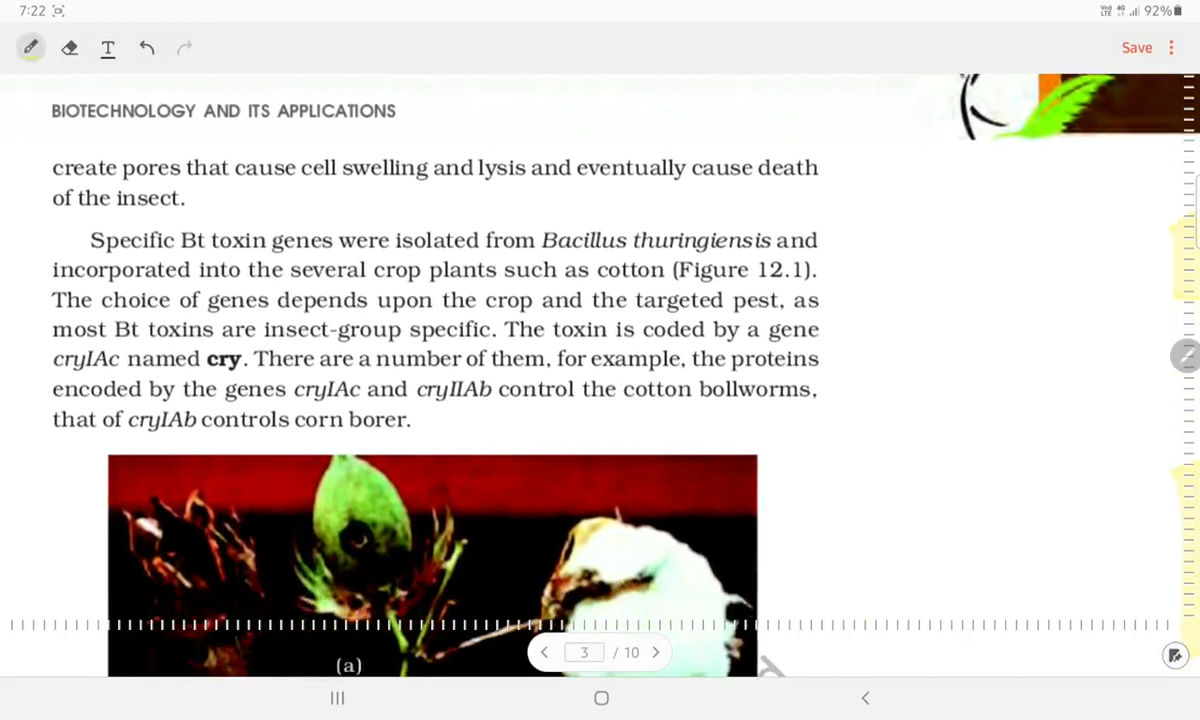 7:22
Vo) 4G LTE 92%
T
Save
BIOTECHNOLOGY AND ITS APPLICATIONS
create pores that cause cell swelling and lysis and eventually cause death
of the insect.
Specific Bt toxin genes were isolated from Bacillus thuringiensis and
incorporated into the several crop plants such as cotton (Figure 12.1).
The choice of genes depends upon the crop and the targeted pest, as
most Bt toxins are insect-group specific. The toxin is coded by a gene
cryIAc named cry. There are a number of them, for example, the proteins
encoded by the genes cryIAc and cryIIAb control the cotton bollworms,
that of cryIAb controls corn borer.
3 / 10
(a)